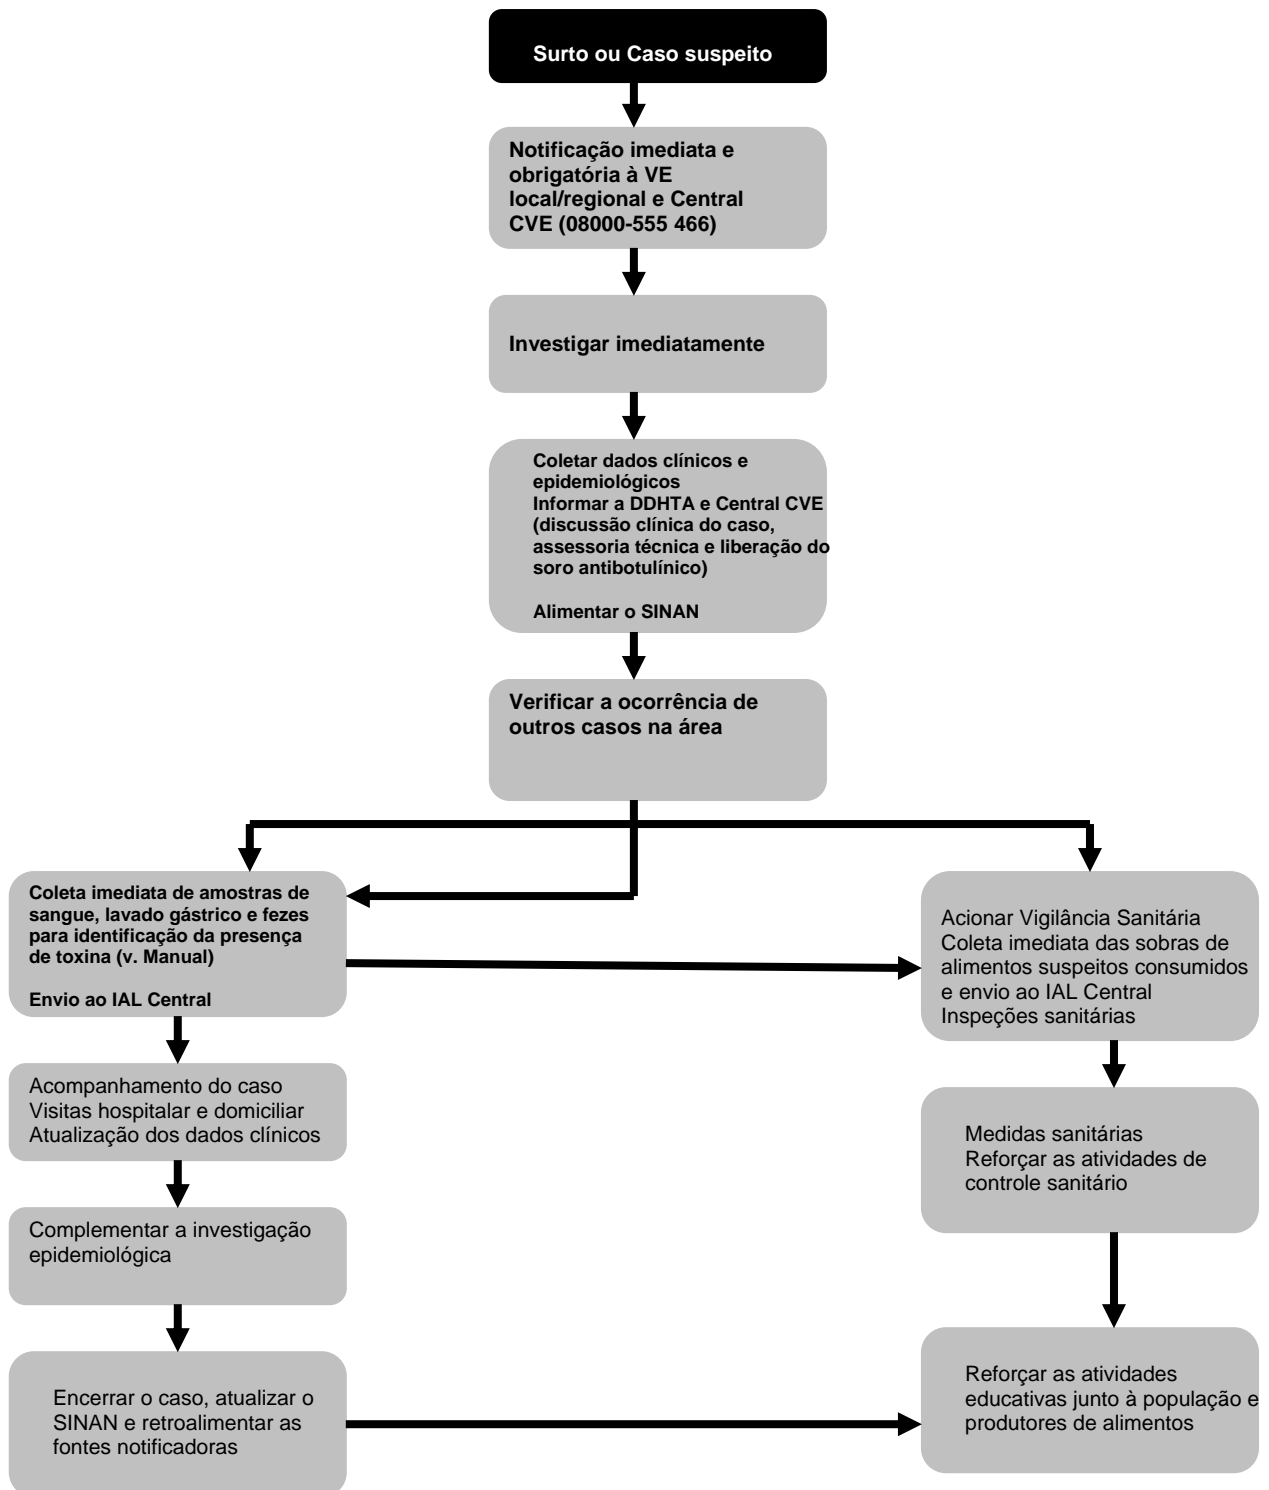 Surto ou Caso suspeito
Notificação imediata e
obrigatória à VE
local/regional e Central
CVE (08000-555 466)
Investigar imediatamente
Coletar dados clínicos e
epidemiológicos
Informar a DDHTA e Central CVE
(discussão clínica do caso,
assessoria técnica e liberação do
soro antibotulínico)
Alimentar o SINAN
Verificar a ocorrência de
outros casos na área
Coleta imediata de amostras de
sangue, lavado gástrico e fezes
para identificação da presença
de toxina (v. Manual)
Envio ao IAL Central
Acionar Vigilância Sanitária
Coleta imediata das sobras de
alimentos suspeitos consumidos
e envio ao IAL Central
Inspeções sanitárias
Acompanhamento do caso
Visitas hospitalar e domiciliar
Atualização dos dados clínicos
Medidas sanitárias
Reforçar as atividades de
controle sanitário
Complementar a investigação
epidemiológica
Encerrar o caso, atualizar o
SINAN e retroalimentar as
fontes notificadoras
Reforçar as atividades
educativas junto à população e
produtores de alimentos